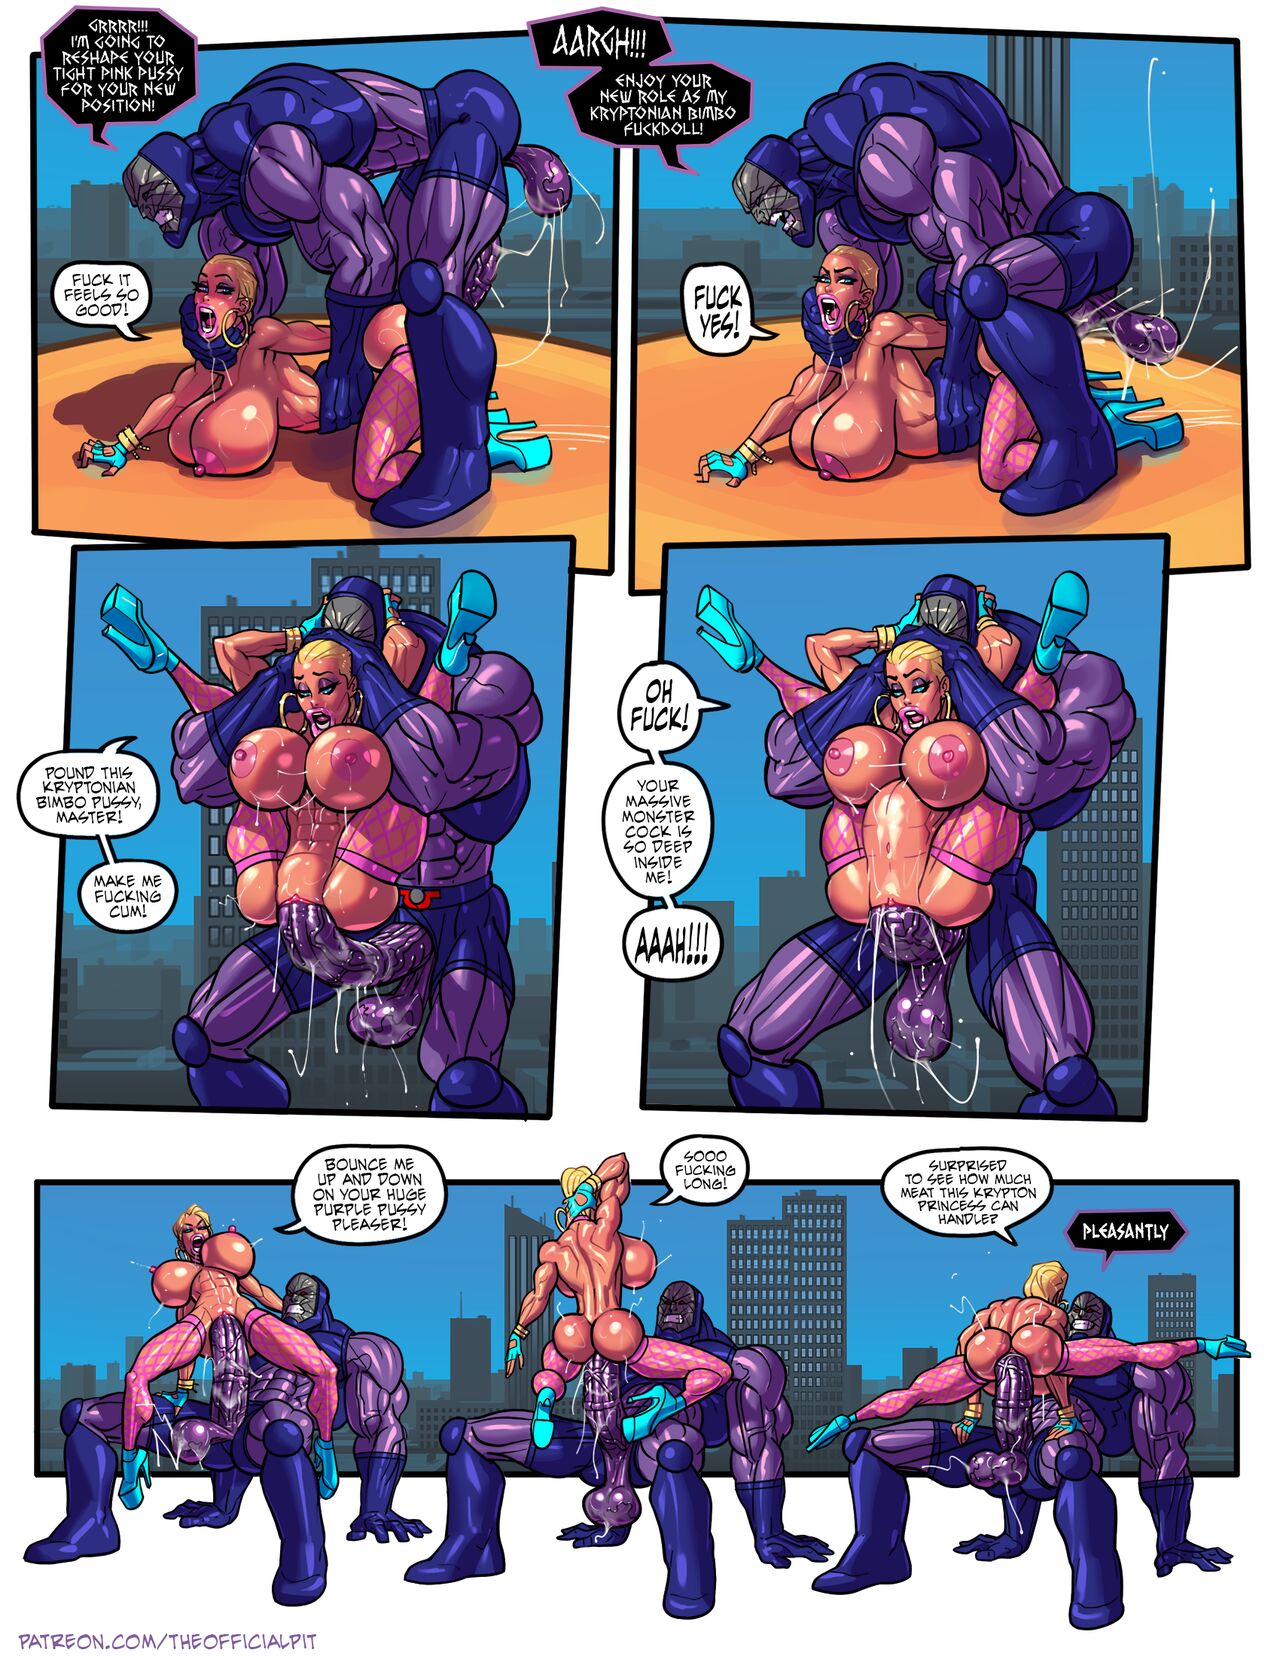 GRRRR!!!
I'M GOING TO
RESHAPE YOUR
TIGHT PINK PUSSY
FOR YOUR NEW
POSITION!
FUCK IT
FEELS SO
GOOD!
AARGH!!!
ENJOY YOUR
NEW ROLE AS MY
KRYPTONIAN BIMBO
FUCKDOLL!
FUCK
YES!
POUND THIS
KRYPTONIAN
BIMBO PUSSY,
MASTER!
MAKE ME
FUCKING
CUM!
OH
FUCK!
YOUR
MASSIVE
MONSTER
COCK IS
SO DEEP
INSIDE
ME!
AAAH!!!
BOUNCE ME
UP AND DOWN
ON YOUR HUGE
PURPLE PUSSY
PLEASER!
SOOO
FUCKING
LONG!
SURPRISED
TO SEE HOW MUCH
MEAT THIS KRYPTON
PRINCESS CAN
HANDLE?
PLEASANTLY
PATREON.COM/THEOFFICIALPIT